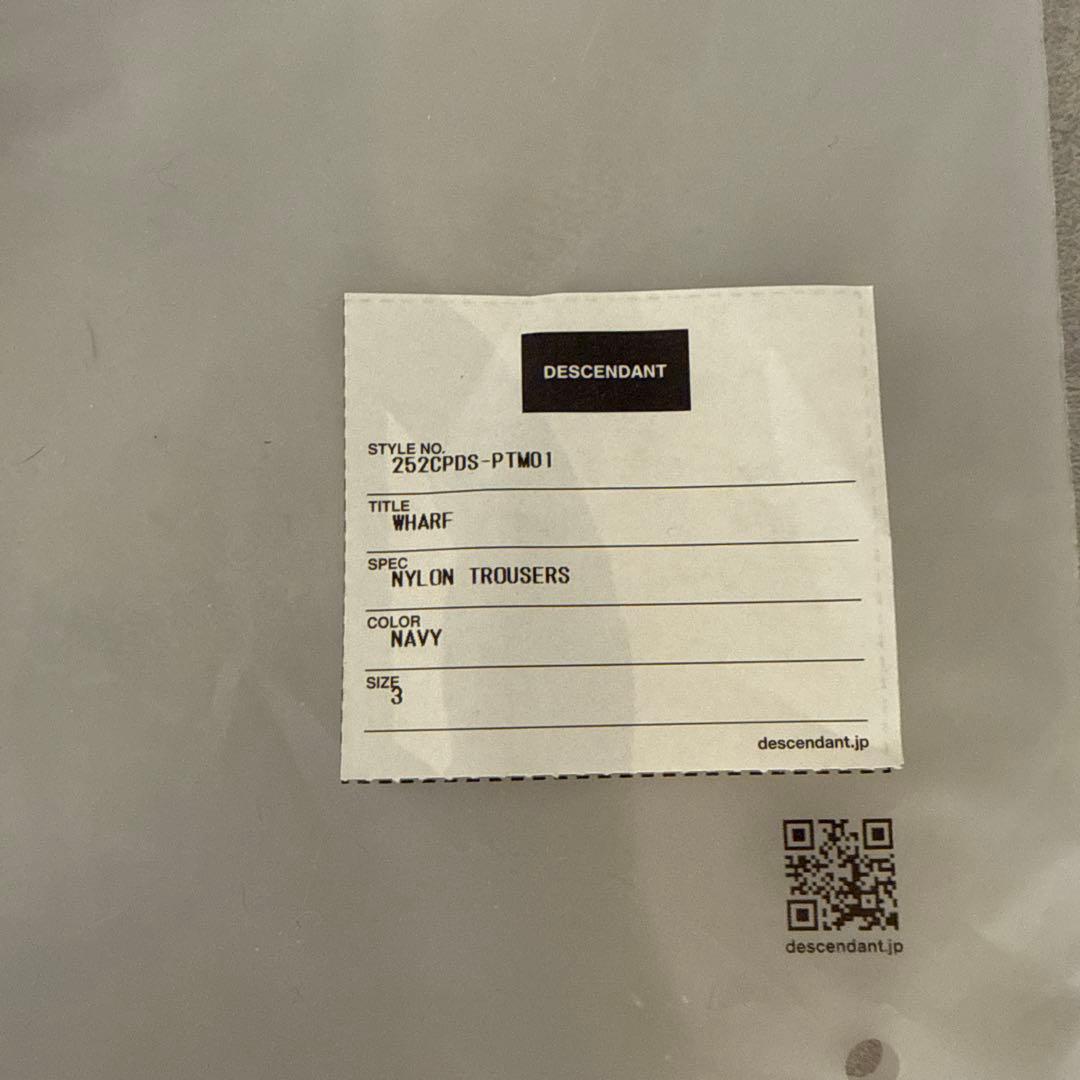 DESCENDANT
STYLE NO.
252CPDS-PTM01
TITLE
WHARF
SPEC
NYLON TROUSERS
COLOR
NAVY
SIZE
3
descendant.jp
descendant.jp